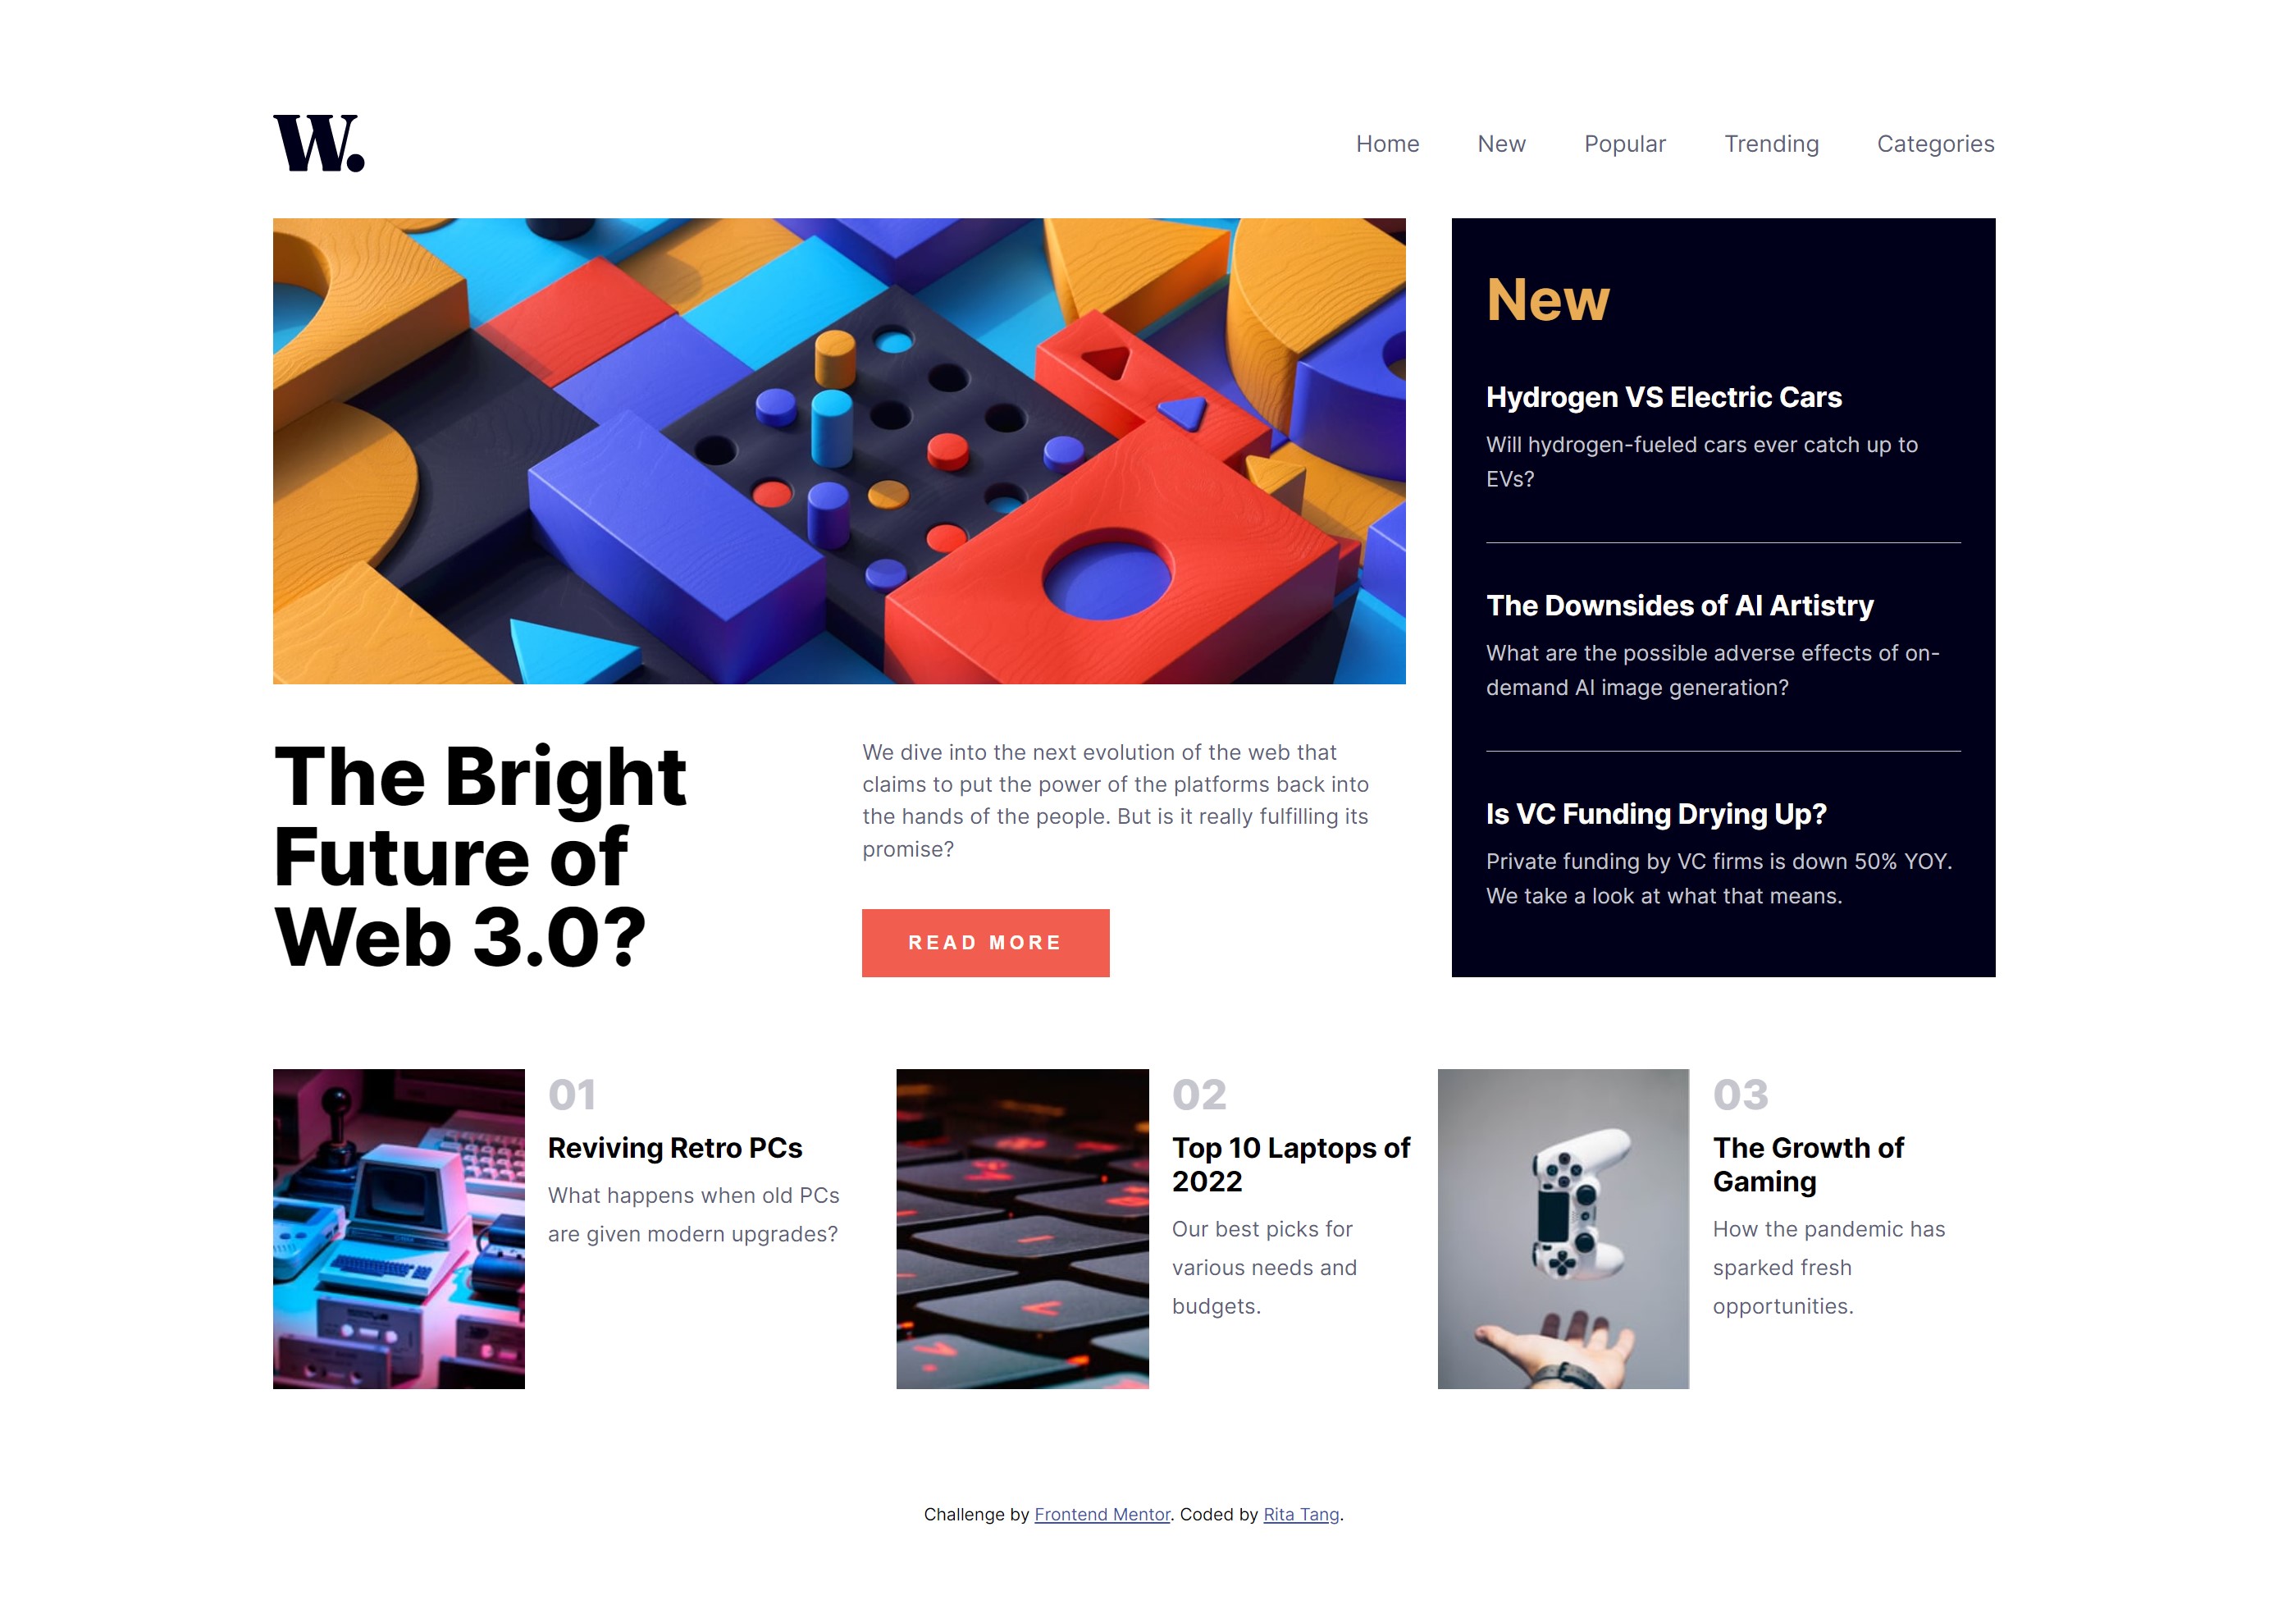 W.
Home New Popular Trending Categories
The Bright
Future of
Web 3.0?
We dive into the next evolution of the web that
claims to put the power of the platforms back into
the hands of the people. But is it really fulfilling its
promise?
READ MORE
New
Hydrogen VS Electric Cars
Will hydrogen-fueled cars ever catch up to
EVs?
The Downsides of AI Artistry
What are the possible adverse effects of on-
demand AI image generation?
Is VC Funding Drying Up?
Private funding by VC firms is down 50% YOY.
We take a look at what that means.
01
Reviving Retro PCs
What happens when old PCs
are given modern upgrades?
02
Top 10 Laptops of
2022
Our best picks for
various needs and
budgets.
03
The Growth of
Gaming
How the pandemic has
sparked fresh
opportunities.
Challenge by Frontend Mentor. Coded by Rita Tang.